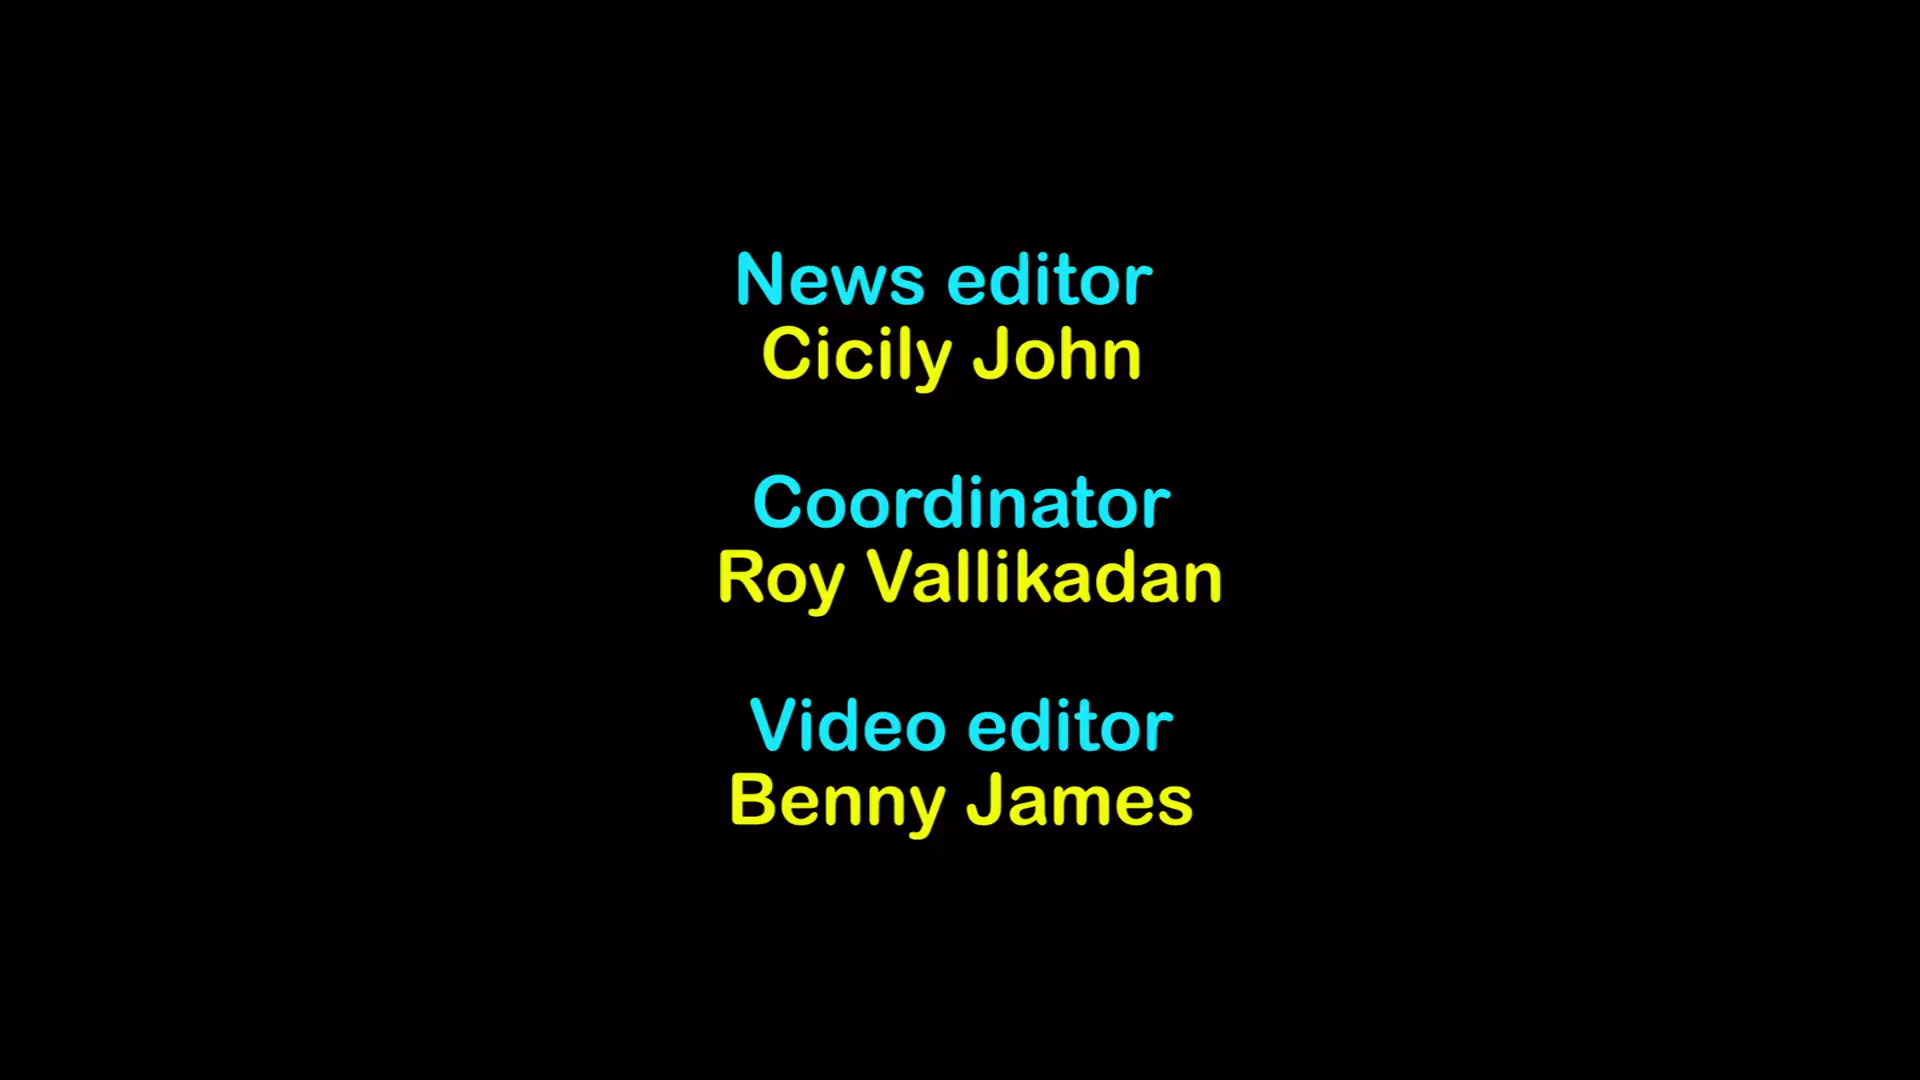 News editor
Cicily John
Coordinator
Roy Vallikadan
Video editor
Benny James